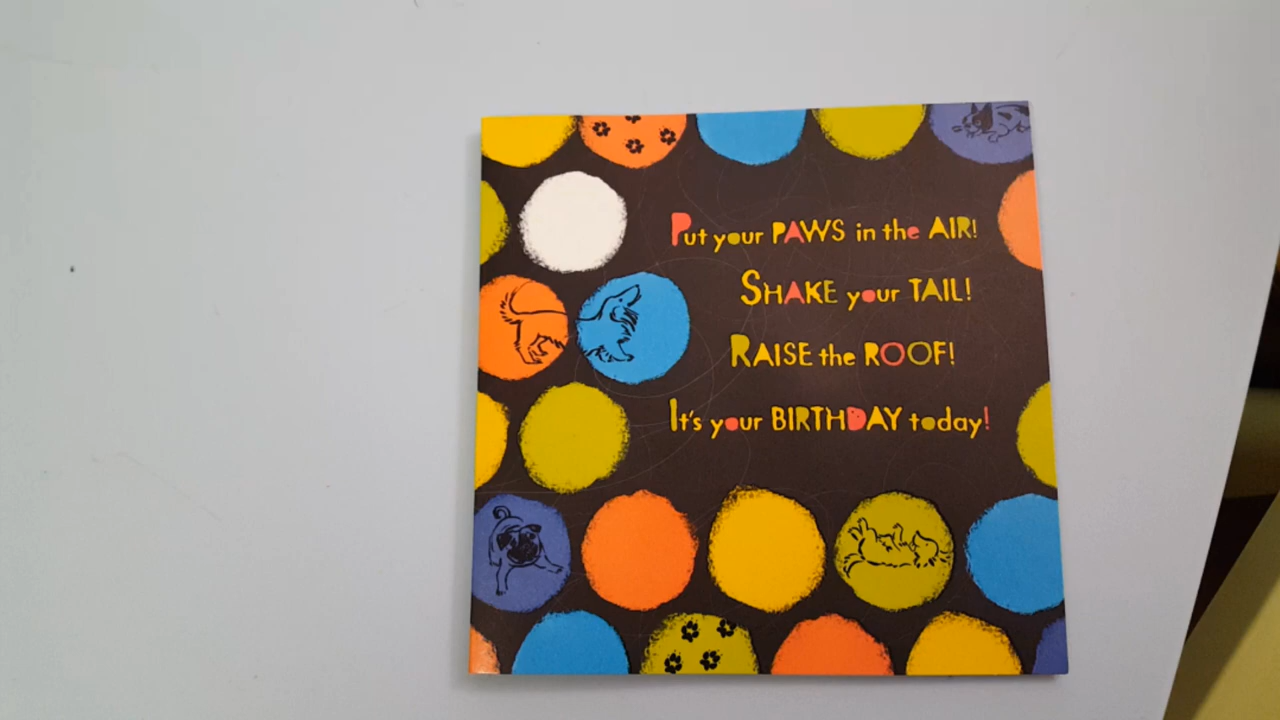 Put your PAWS in the AIR!
SHAKE your TAIL!
RAISE the ROOF!
It's your BIRTHDAY today!